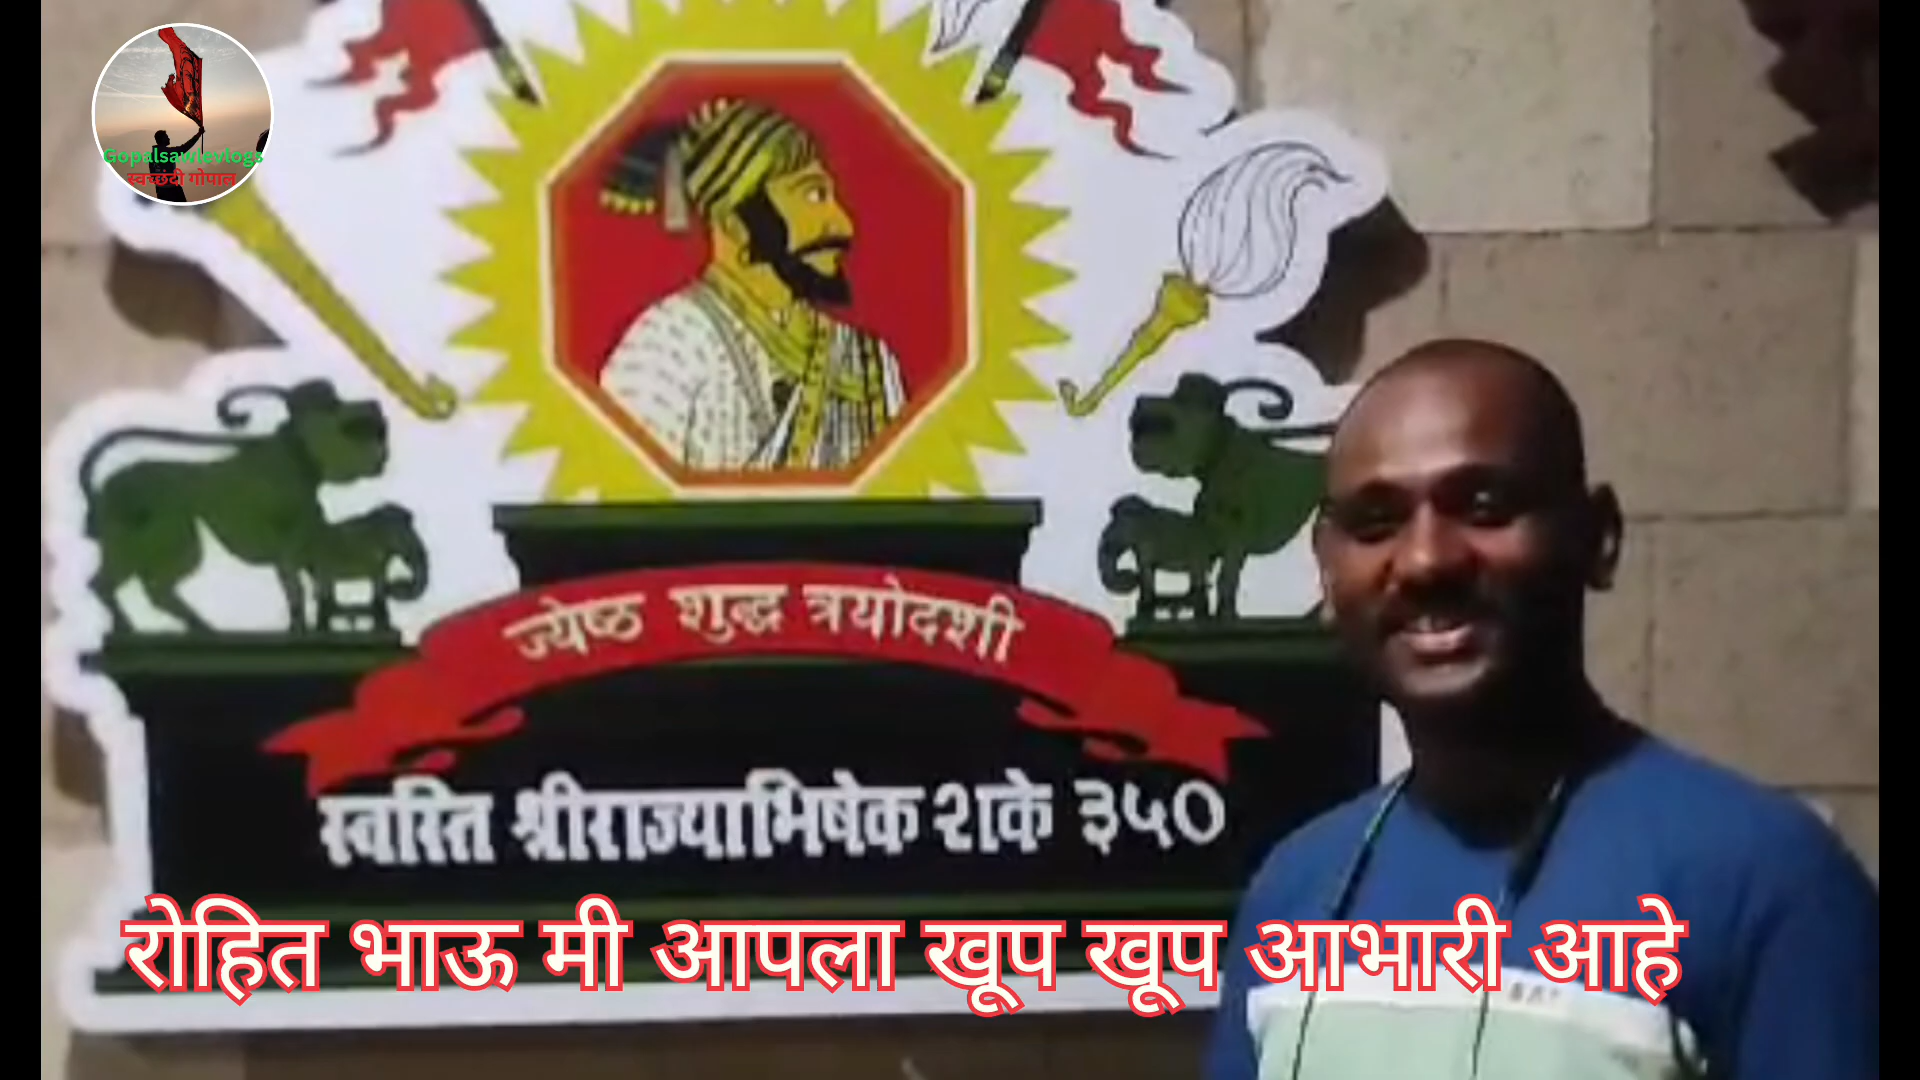 Gopalsawlevlogs
स्वच्छंदी गोपाल
ज्येष्ठ शुद्ध त्रयोदशी
स्वस्ति श्रीराज्याभिषेक शके ३५०
रोहित भाऊ मी आपला खूप खूप आभारी आहे